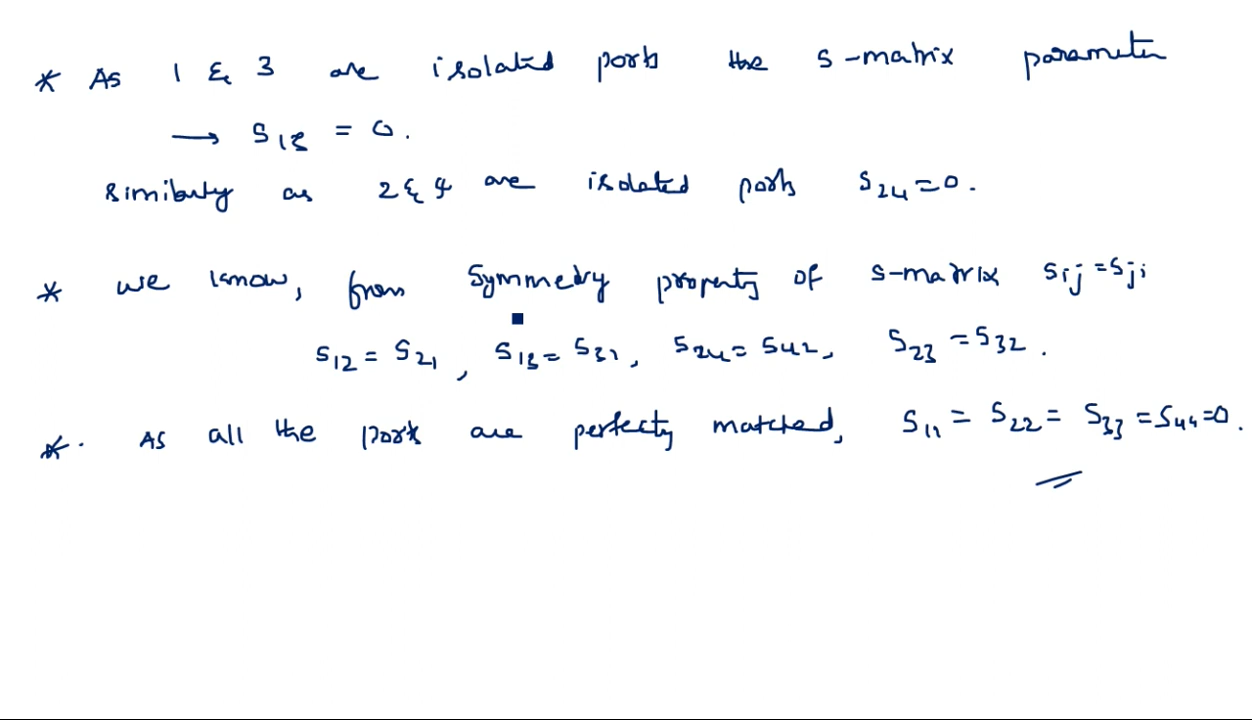 * As 1 & 3 are isolated ports the S-matrix parameter
→ S13 = 0.
Similarly as 2 & 4 are isolated ports S24 = 0.
* we know, from Symmetry property of S-matrix Sij = Sji
S12 = S21, S13 = S31, S24 = S42, S23 = S32.
*. As all the ports are perfectly matched, S11 = S22 = S33 = S44 = 0.